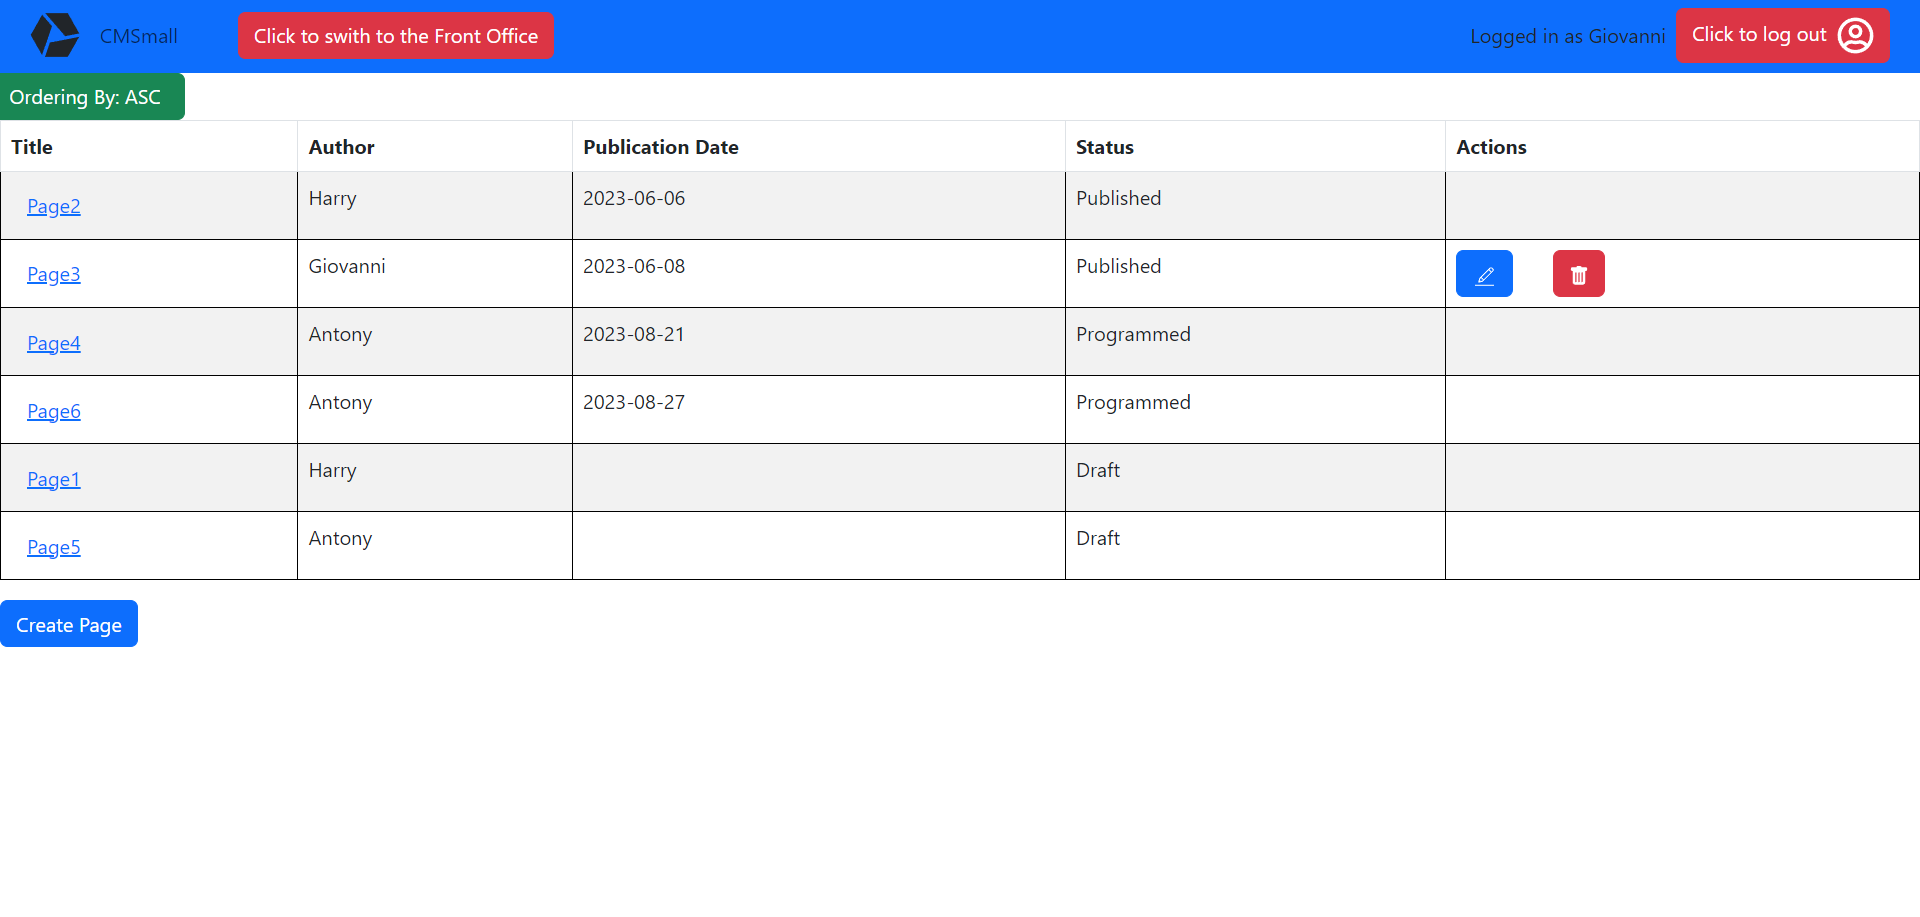 CMSmall
Click to swith to the Front Office
Logged in as Giovanni
Click to log out
Ordering By: ASC
Title Author Publication Date Status Actions
Page2 Harry 2023-06-06 Published
Page3 Giovanni 2023-06-08 Published
Page4 Antony 2023-08-21 Programmed
Page6 Antony 2023-08-27 Programmed
Page1 Harry Draft
Page5 Antony Draft
Create Page